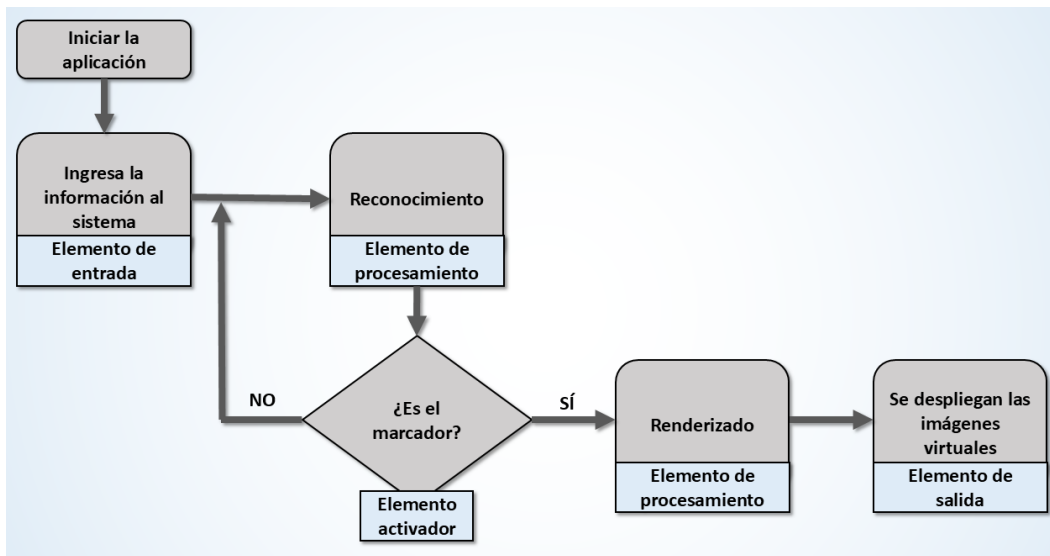 Iniciar la
aplicación
Ingresa la
información al
sistema
Elemento de
entrada
Reconocimiento
Elemento de
procesamiento
¿Es el
marcador?
Elemento
activador
NO
SÍ
Renderizado
Elemento de
procesamiento
Se despliegan las
imágenes
virtuales
Elemento de
salida